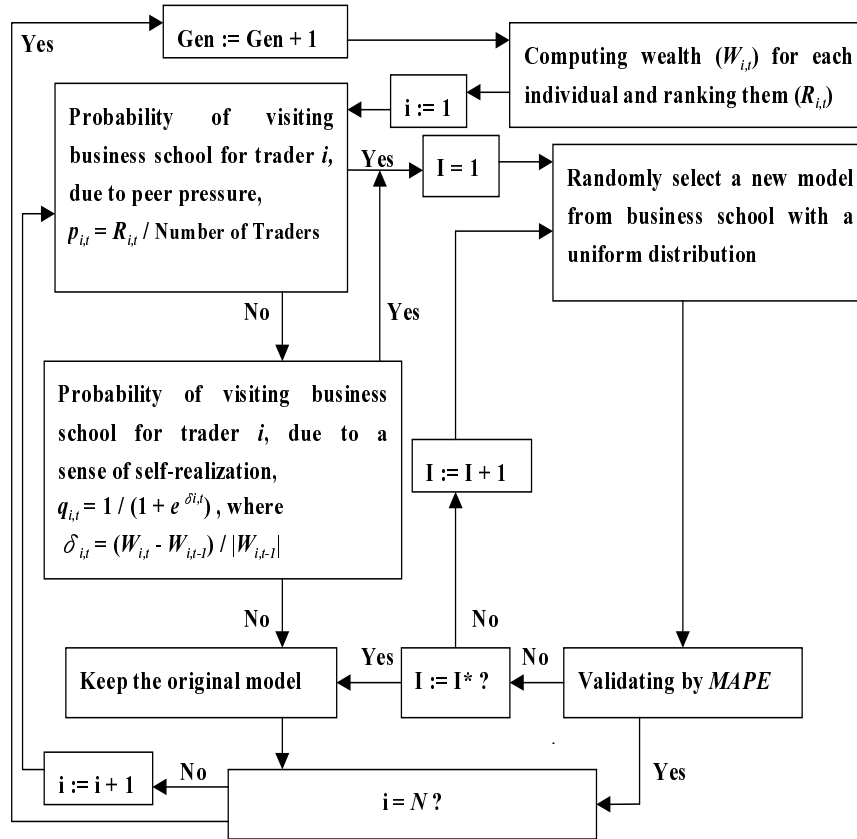 Yes
Gen := Gen + 1
Computing wealth (W_{i,t}) for each
individual and ranking them (R_{i,t})
i := 1
Probability of visiting
business school for trader i,
due to peer pressure,
p_{i,t} = R_{i,t} / Number of Traders
Yes
I = 1
Randomly select a new model
from business school with a
uniform distribution
No
Yes
Probability of visiting business
school for trader i, due to a
sense of self-realization,
q_{i,t} = 1 / (1 + e^{δi,t}) , where
δ_{i,t} = (W_{i,t} - W_{i,t-1}) / |W_{i,t-1}|
I := I + 1
No
No
Keep the original model
Yes
I := I* ?
No
Validating by MAPE
i := i + 1
No
i = N ?
Yes